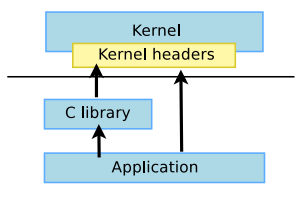 Kernel
Kernel headers
C library
Application